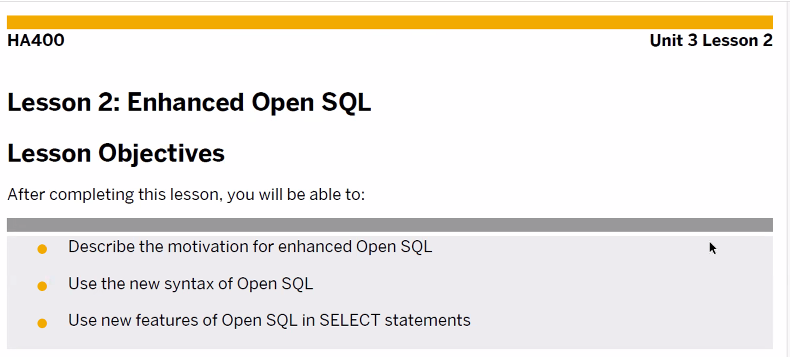 HA400 Unit 3 Lesson 2
Lesson 2: Enhanced Open SQL
Lesson Objectives
After completing this lesson, you will be able to:
Describe the motivation for enhanced Open SQL
Use the new syntax of Open SQL
Use new features of Open SQL in SELECT statements